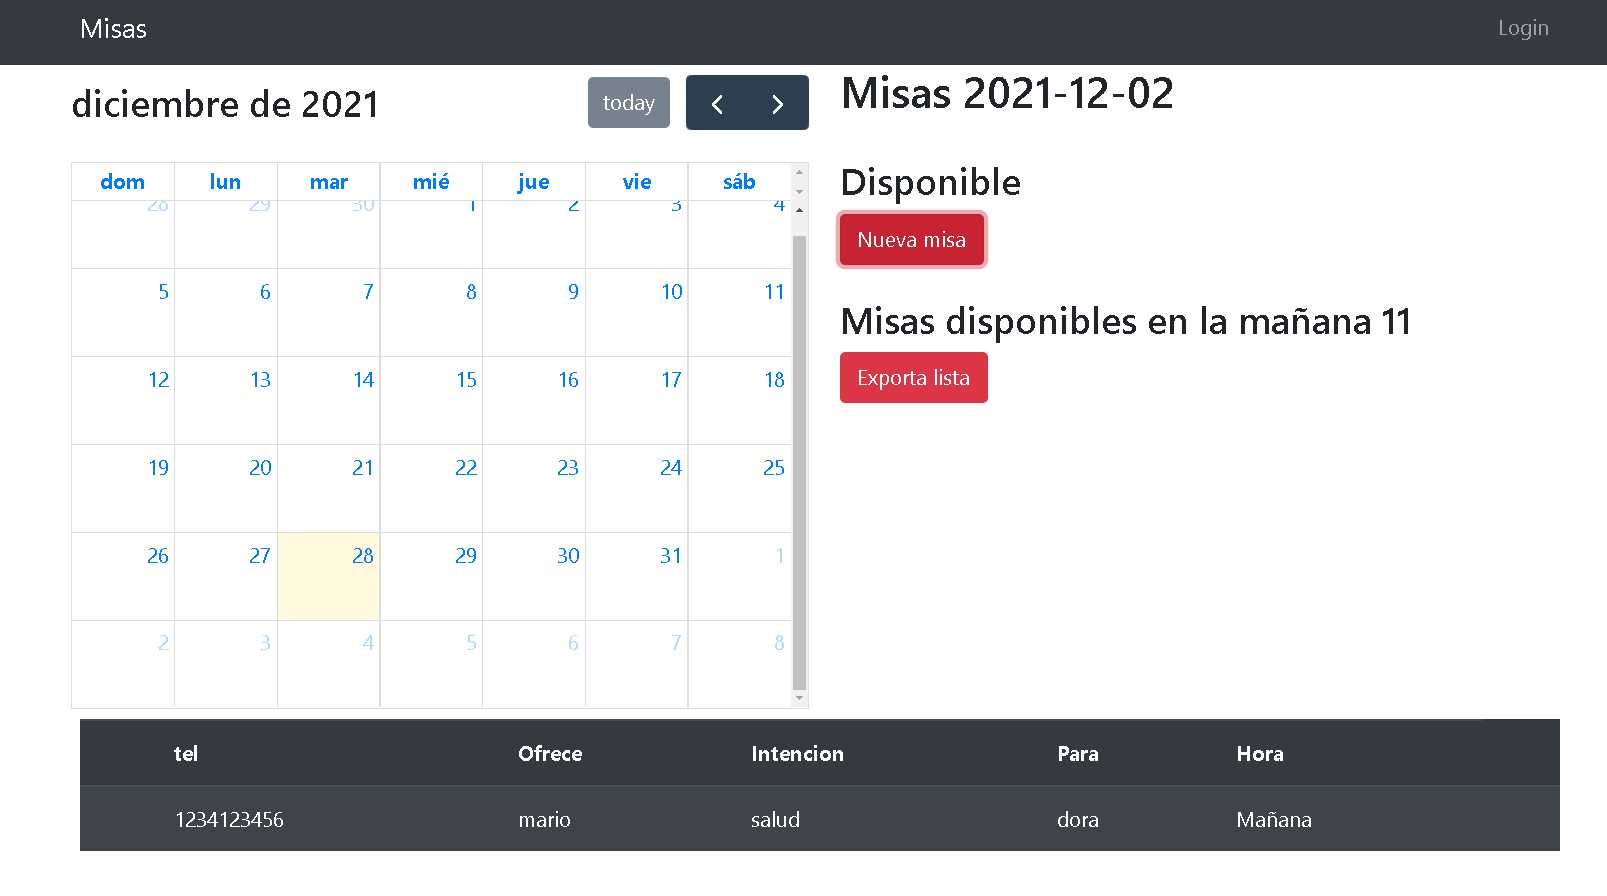 Misas Login
diciembre de 2021 today
Misas 2021-12-02
Disponible
Nueva misa
Misas disponibles en la mañana 11
Exporta lista
dom lun mar mié jue vie sáb
28 29 30 1 2 3 4
5 6 7 8 9 10 11
12 13 14 15 16 17 18
19 20 21 22 23 24 25
26 27 28 29 30 31 1
2 3 4 5 6 7 8
tel Ofrece Intencion Para Hora
1234123456 mario salud dora Mañana